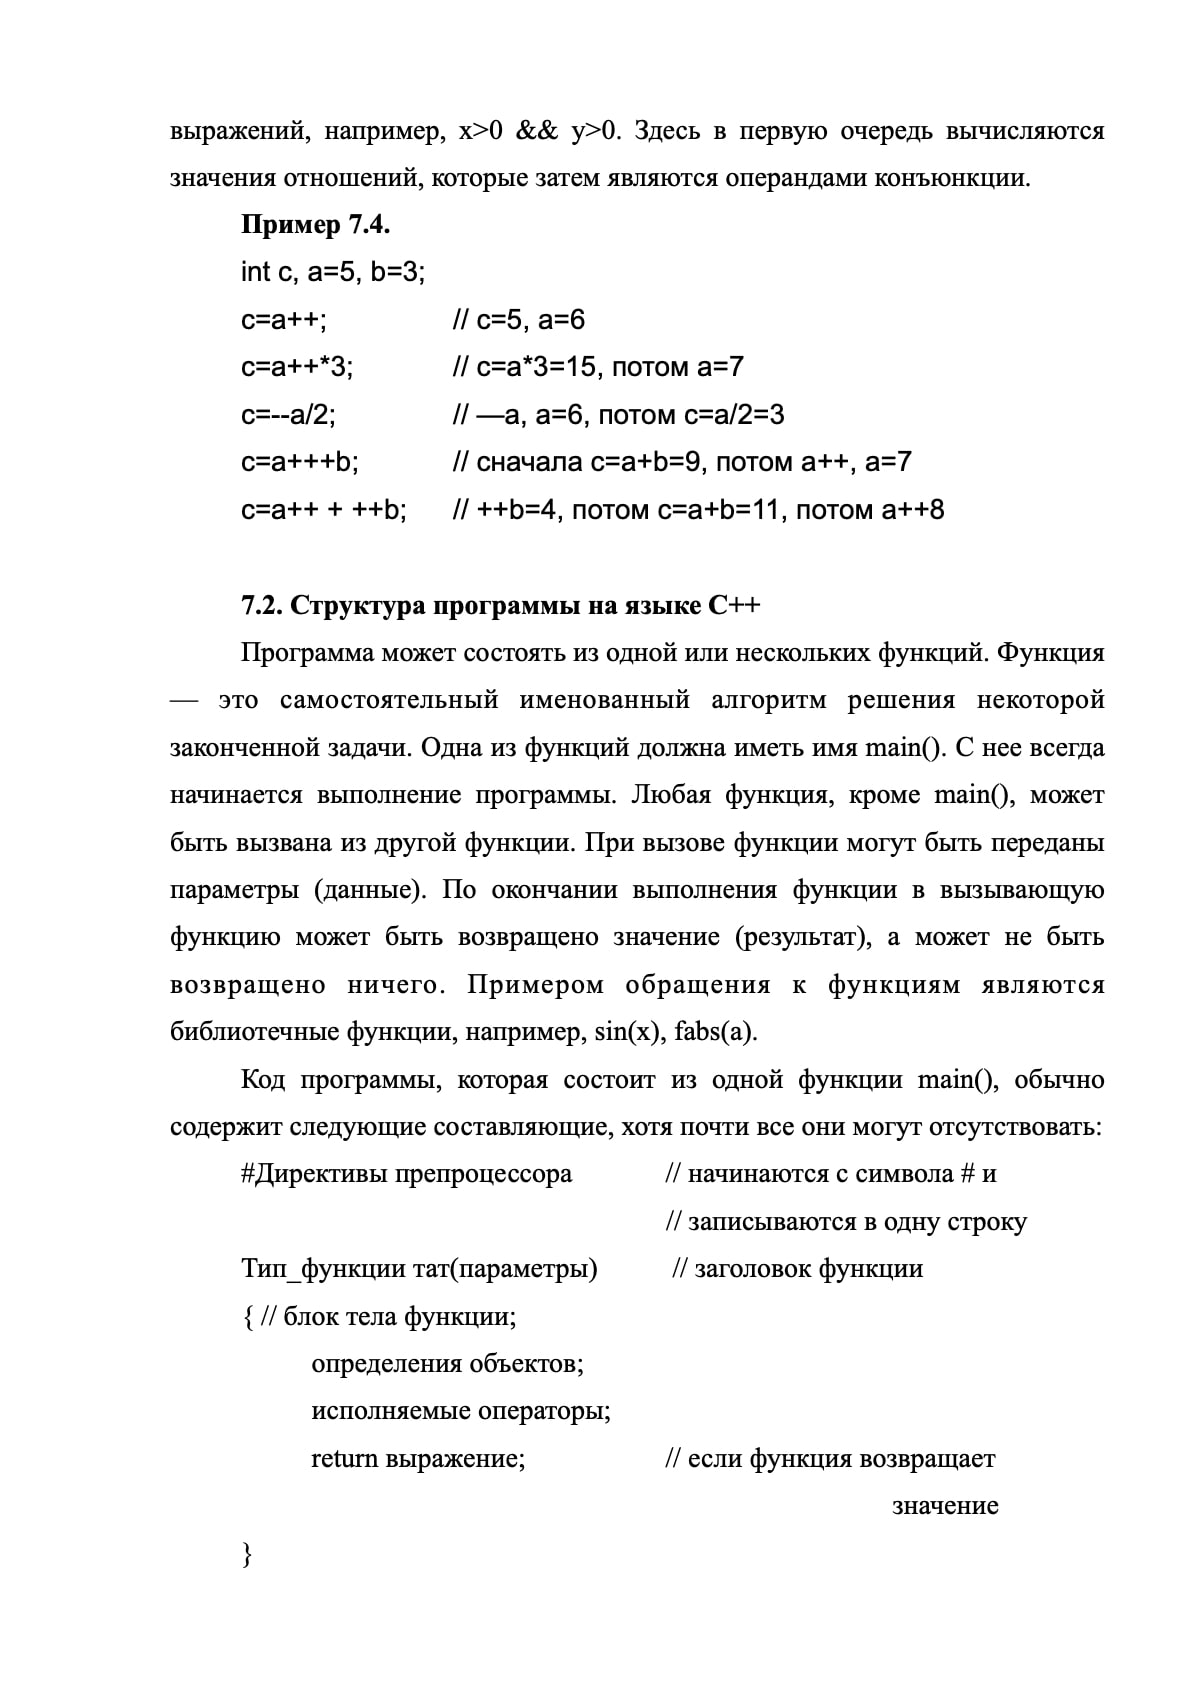 выражений, например, x>0 && y>0. Здесь в первую очередь вычисляются
значения отношений, которые затем являются операндами конъюнкции.
Пример 7.4.
int c, a=5, b=3;
c=a++; // c=5, a=6
c=a++*3; // c=a*3=15, потом a=7
c=--a/2; // —a, a=6, потом c=a/2=3
c=a+++b; // сначала c=a+b=9, потом a++, a=7
c=a++ + ++b; // ++b=4, потом c=a+b=11, потом a++8
7.2. Структура программы на языке C++
Программа может состоять из одной или нескольких функций. Функция
— это самостоятельный именованный алгоритм решения некоторой
законченной задачи. Одна из функций должна иметь имя main(). С нее всегда
начинается выполнение программы. Любая функция, кроме main(), может
быть вызвана из другой функции. При вызове функции могут быть переданы
параметры (данные). По окончании выполнения функции в вызывающую
функцию может быть возвращено значение (результат), а может не быть
возвращено ничего. Примером обращения к функциям являются
библиотечные функции, например, sin(x), fabs(a).
Код программы, которая состоит из одной функции main(), обычно
содержит следующие составляющие, хотя почти все они могут отсутствовать:
#Директивы препроцессора // начинаются с символа # и
// записываются в одну строку
Тип_функции тат(параметры) // заголовок функции
{ // блок тела функции;
определения объектов;
исполняемые операторы;
return выражение; // если функция возвращает
значение
}